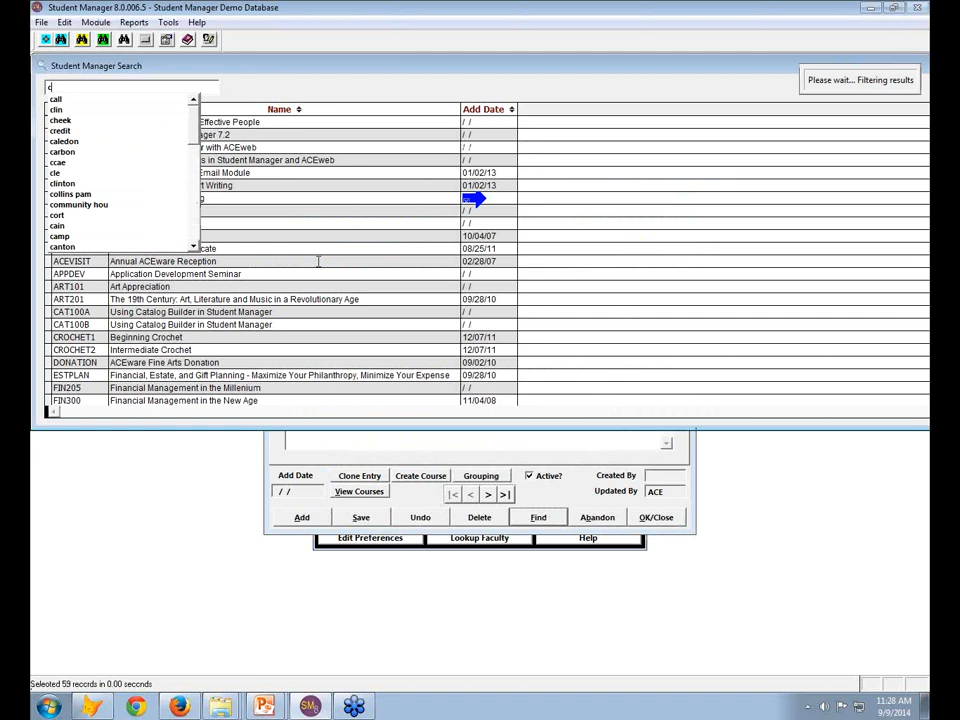 Student Manager 8.0.006.5 - Student Manager Demo Database
File Edit Module Reports Tools Help
Student Manager Search
Please wait... Filtering results
c
call
clin
cheek
credit
caledon
carbon
ccae
cle
clinton
collins pam
community hou
cort
cain
camp
canton
Name Add Date
Effective People / /
ager 7.2 / /
r with ACEweb / /
s in Student Manager and ACEweb / /
Email Module 01/02/13
rt Writing 01/02/13
g
/ /
/ /
10/04/07
cate 08/25/11
ACEVISIT Annual ACEware Reception 02/28/07
APPDEV Application Development Seminar / /
ART101 Art Appreciation / /
ART201 The 19th Century: Art, Literature and Music in a Revolutionary Age 09/28/10
CAT100A Using Catalog Builder in Student Manager / /
CAT100B Using Catalog Builder in Student Manager / /
CROCHET1 Beginning Crochet 12/07/11
CROCHET2 Intermediate Crochet 12/07/11
DONATION ACEware Fine Arts Donation 09/02/10
ESTPLAN Financial, Estate, and Gift Planning - Maximize Your Philanthropy, Minimize Your Expense 09/28/10
FIN205 Financial Management in the Millenium / /
FIN300 Financial Management in the New Age 11/04/08
Add Date Clone Entry Create Course Grouping Active? Created By
/ / View Courses |< < > >| Updated By ACE
Add Save Undo Delete Find Abandon OK/Close
Edit Preferences Lookup Faculty Help
Selected 59 records in 0.00 seconds
11:28 AM
9/9/2014